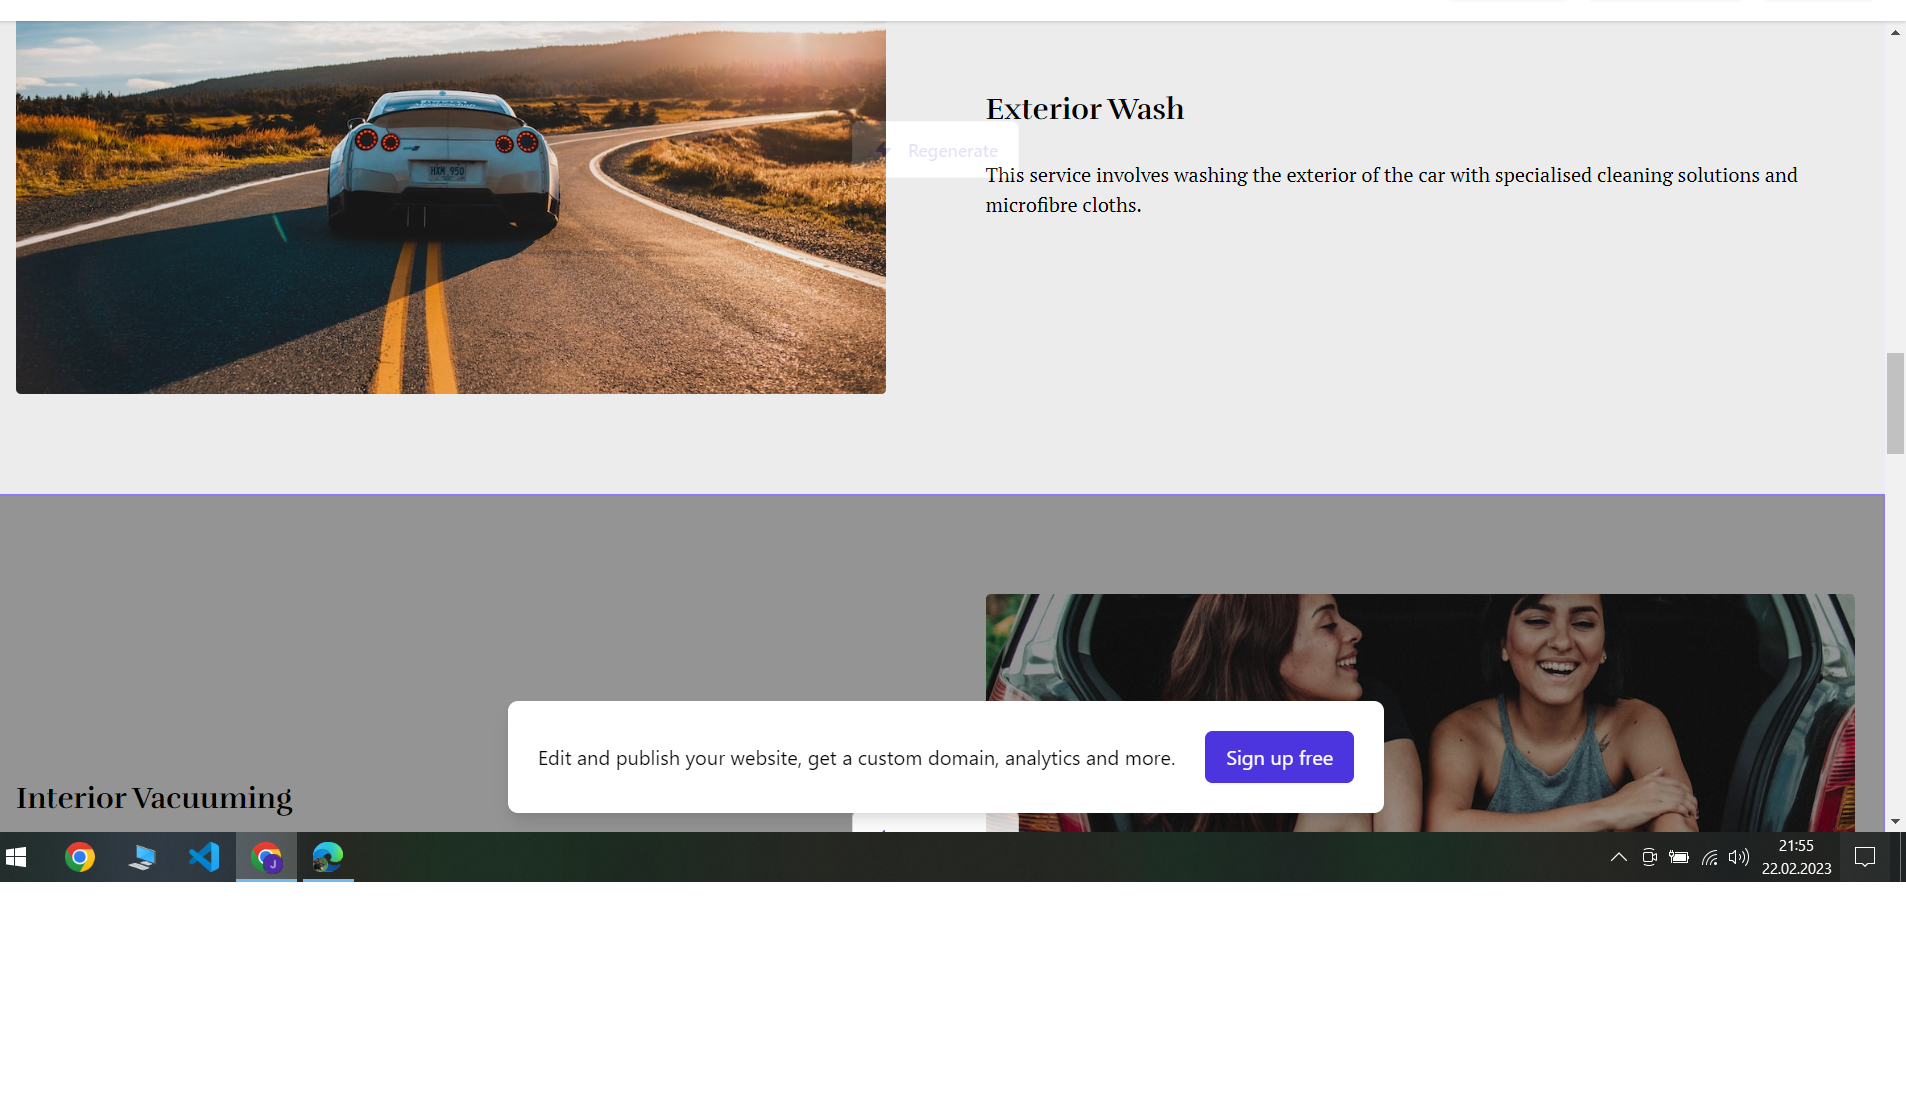 HXM 950
Exterior Wash
Regenerate
This service involves washing the exterior of the car with specialised cleaning solutions and
microfibre cloths.
Edit and publish your website, get a custom domain, analytics and more.
Sign up free
Interior Vacuuming
J
21:55
22.02.2023